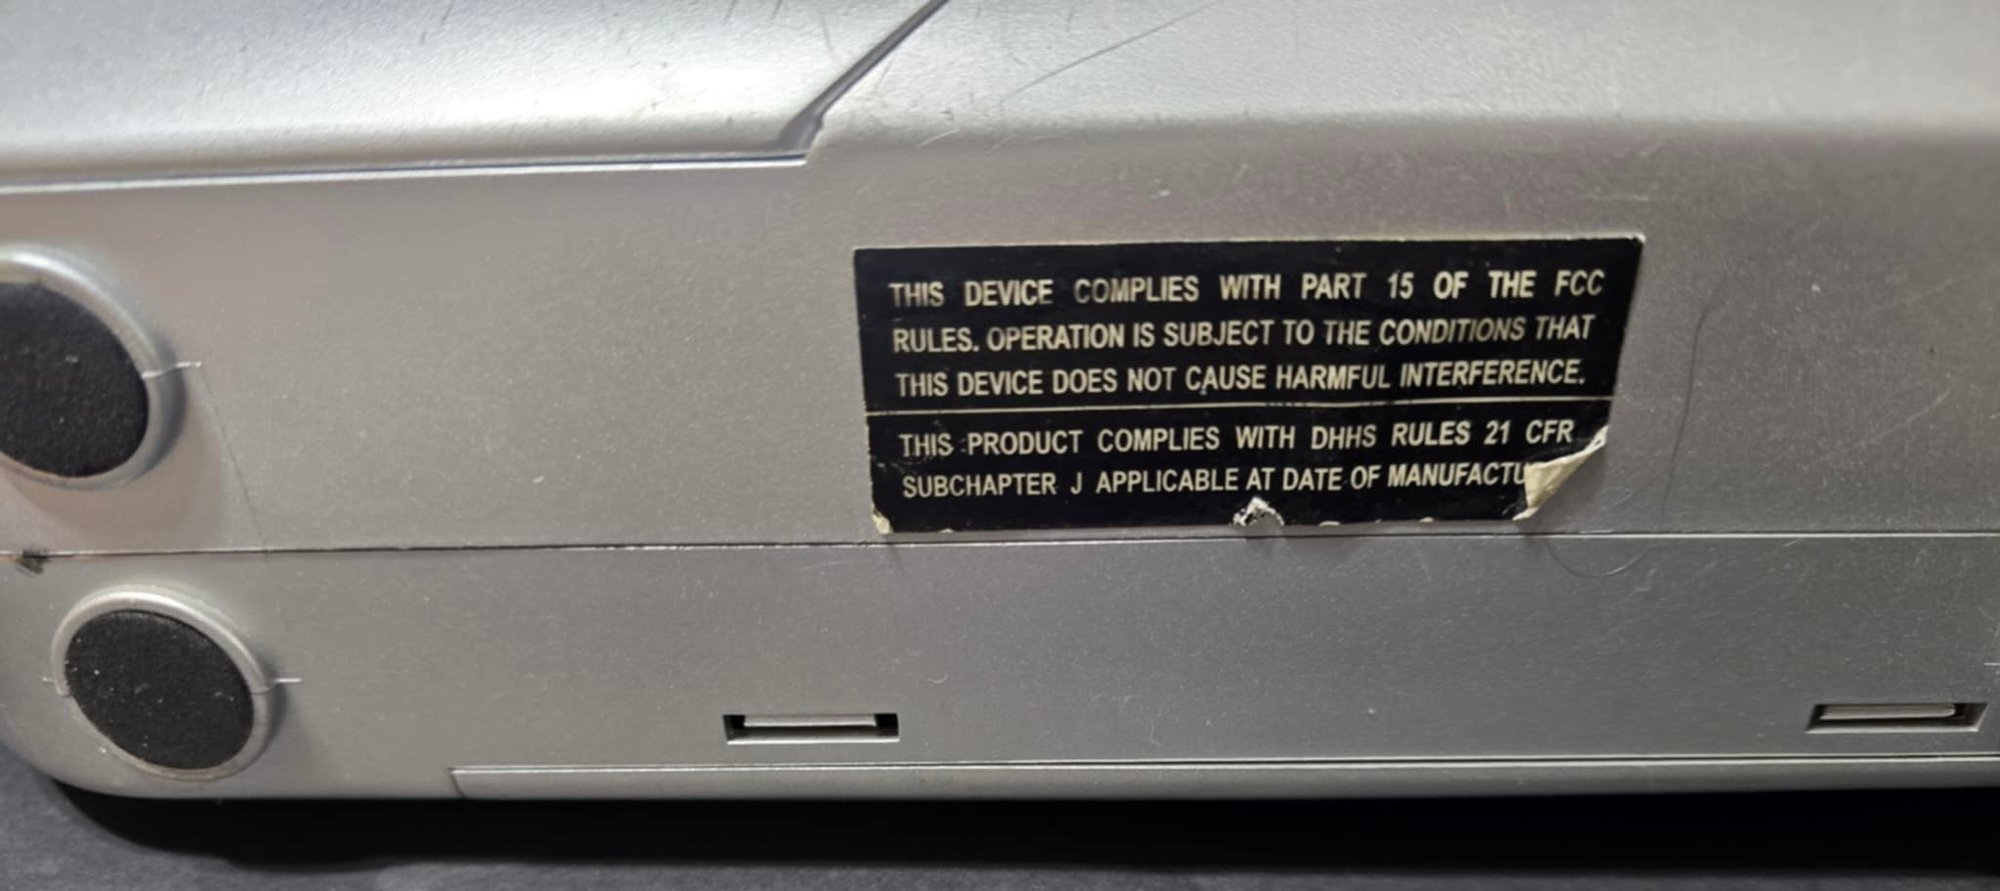 THIS DEVICE COMPLIES WITH PART 15 OF THE FCC
RULES. OPERATION IS SUBJECT TO THE CONDITIONS THAT
THIS DEVICE DOES NOT CAUSE HARMFUL INTERFERENCE.
THIS PRODUCT COMPLIES WITH DHHS RULES 21 CFR
SUBCHAPTER J APPLICABLE AT DATE OF MANUFACTU